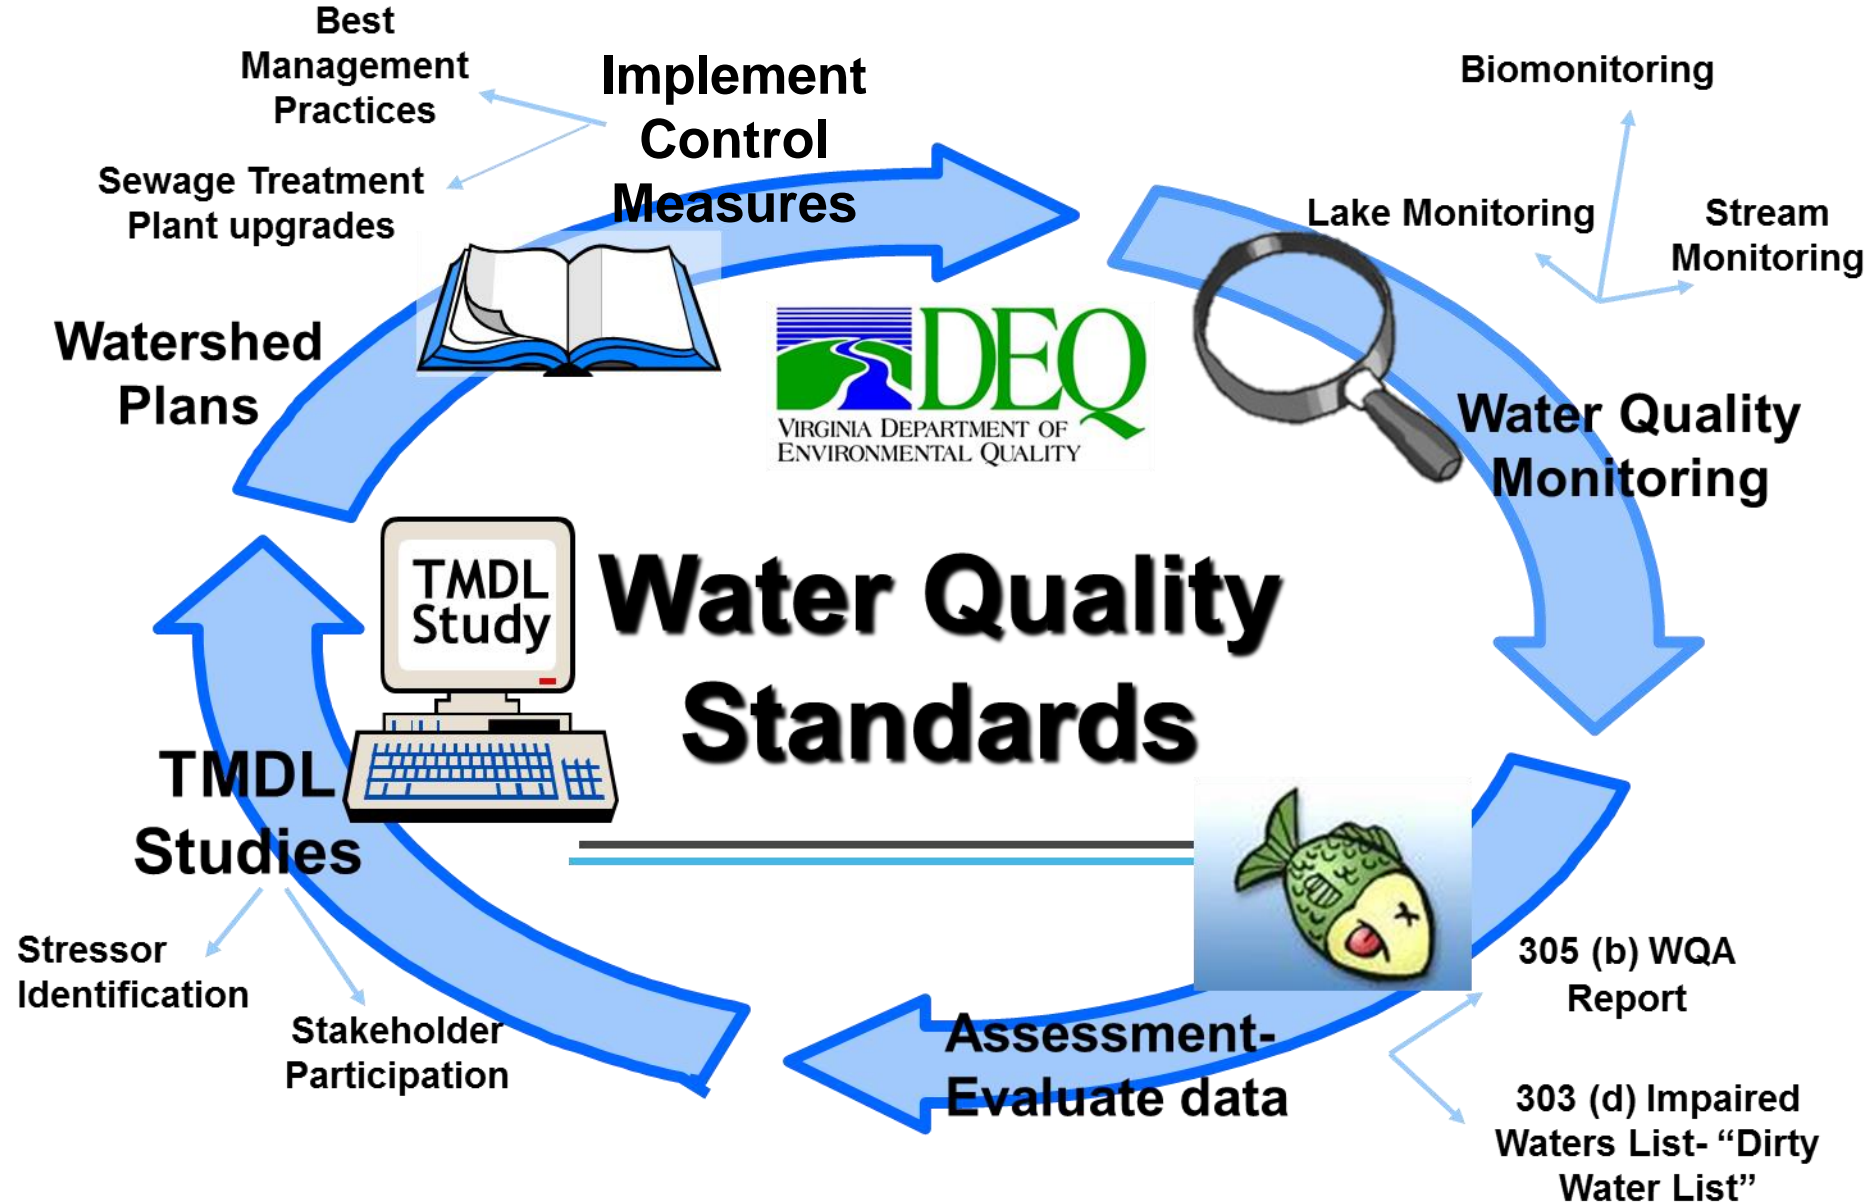 Best
Management
Practices
Implement
Control
Measures
Biomonitoring
Sewage Treatment
Plant upgrades
Lake Monitoring
Stream
Monitoring
Watershed
Plans
DEQ
VIRGINIA DEPARTMENT OF
ENVIRONMENTAL QUALITY
Water Quality
Monitoring
TMDL
Study
Water Quality
Standards
TMDL
Studies
Stressor
Identification
Stakeholder
Participation
Assessment-
Evaluate data
305 (b) WQA
Report
303 (d) Impaired
Waters List- “Dirty
Water List”